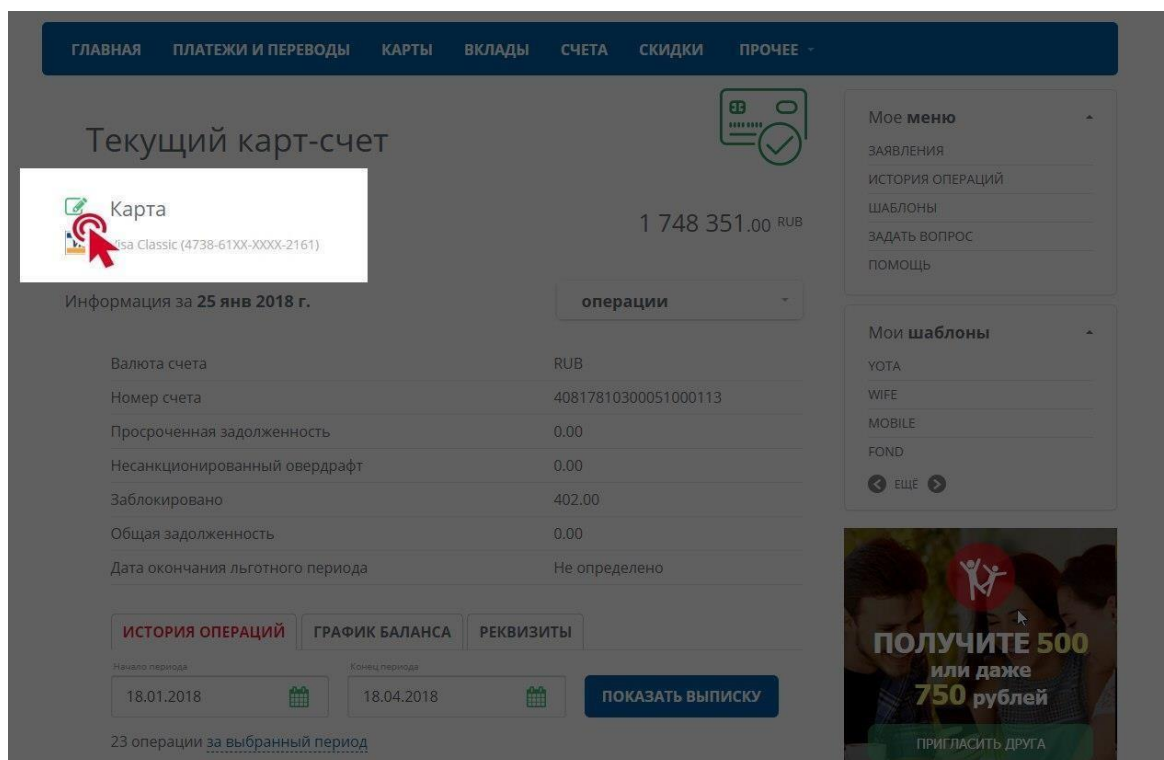 ГЛАВНАЯ ПЛАТЕЖИ И ПЕРЕВОДЫ КАРТЫ ВКЛАДЫ СЧЕТА СКИДКИ ПРОЧЕЕ
Текущий карт-счет
Карта
Visa Classic (4738-61XX-XXXX-2161)
1 748 351.00 RUB
Информация за 25 янв 2018 г.
операции
Валюта счета RUB
Номер счета 40817810300051000113
Просроченная задолженность 0.00
Несанкционированный овердрафт 0.00
Заблокировано 402.00
Общая задолженность 0.00
Дата окончания льготного периода Не определено
ИСТОРИЯ ОПЕРАЦИЙ ГРАФИК БАЛАНСА РЕКВИЗИТЫ
Начало периода Конец периода
18.01.2018 18.04.2018 ПОКАЗАТЬ ВЫПИСКУ
23 операции за выбранный период
Мое меню
ЗАЯВЛЕНИЯ
ИСТОРИЯ ОПЕРАЦИЙ
ШАБЛОНЫ
ЗАДАТЬ ВОПРОС
ПОМОЩЬ
Мои шаблоны
YOTA
WIFE
MOBILE
FOND
ЕЩЁ
ПОЛУЧИТЕ 500
или даже
750 рублей
ПРИГЛАСИТЬ ДРУГА